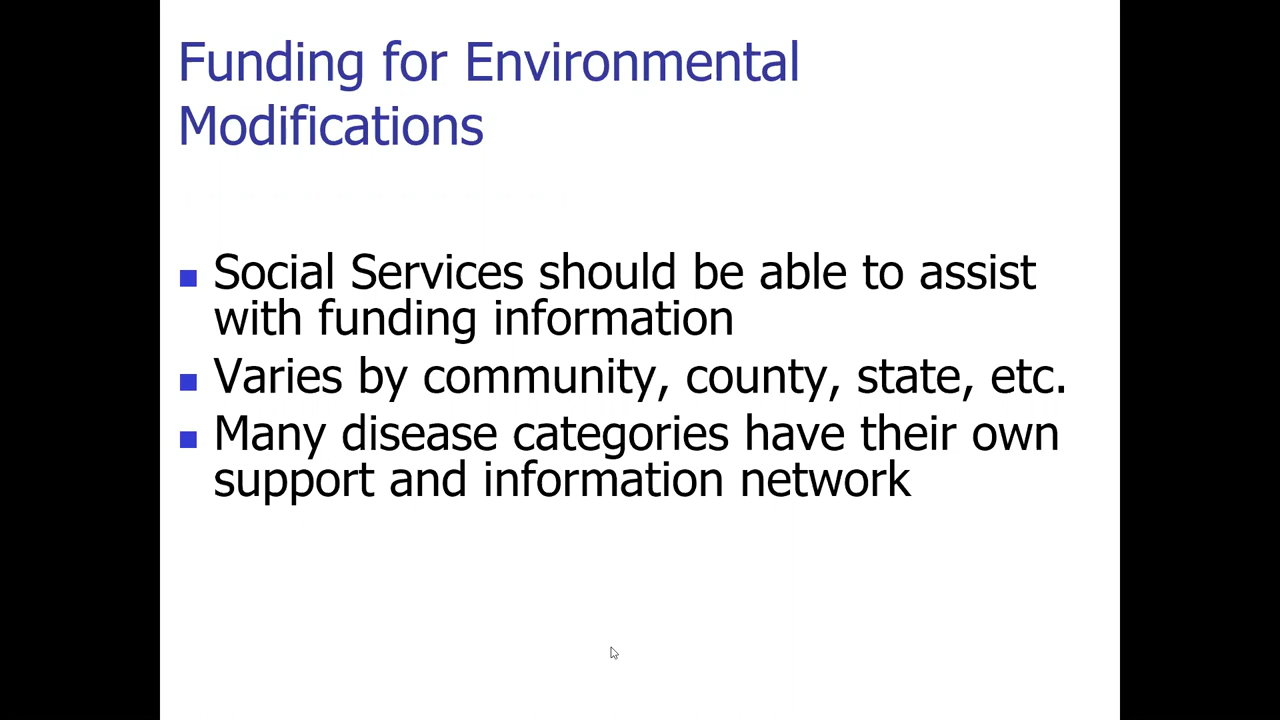 Funding for Environmental
Modifications
Social Services should be able to assist
with funding information
Varies by community, county, state, etc.
Many disease categories have their own
support and information network